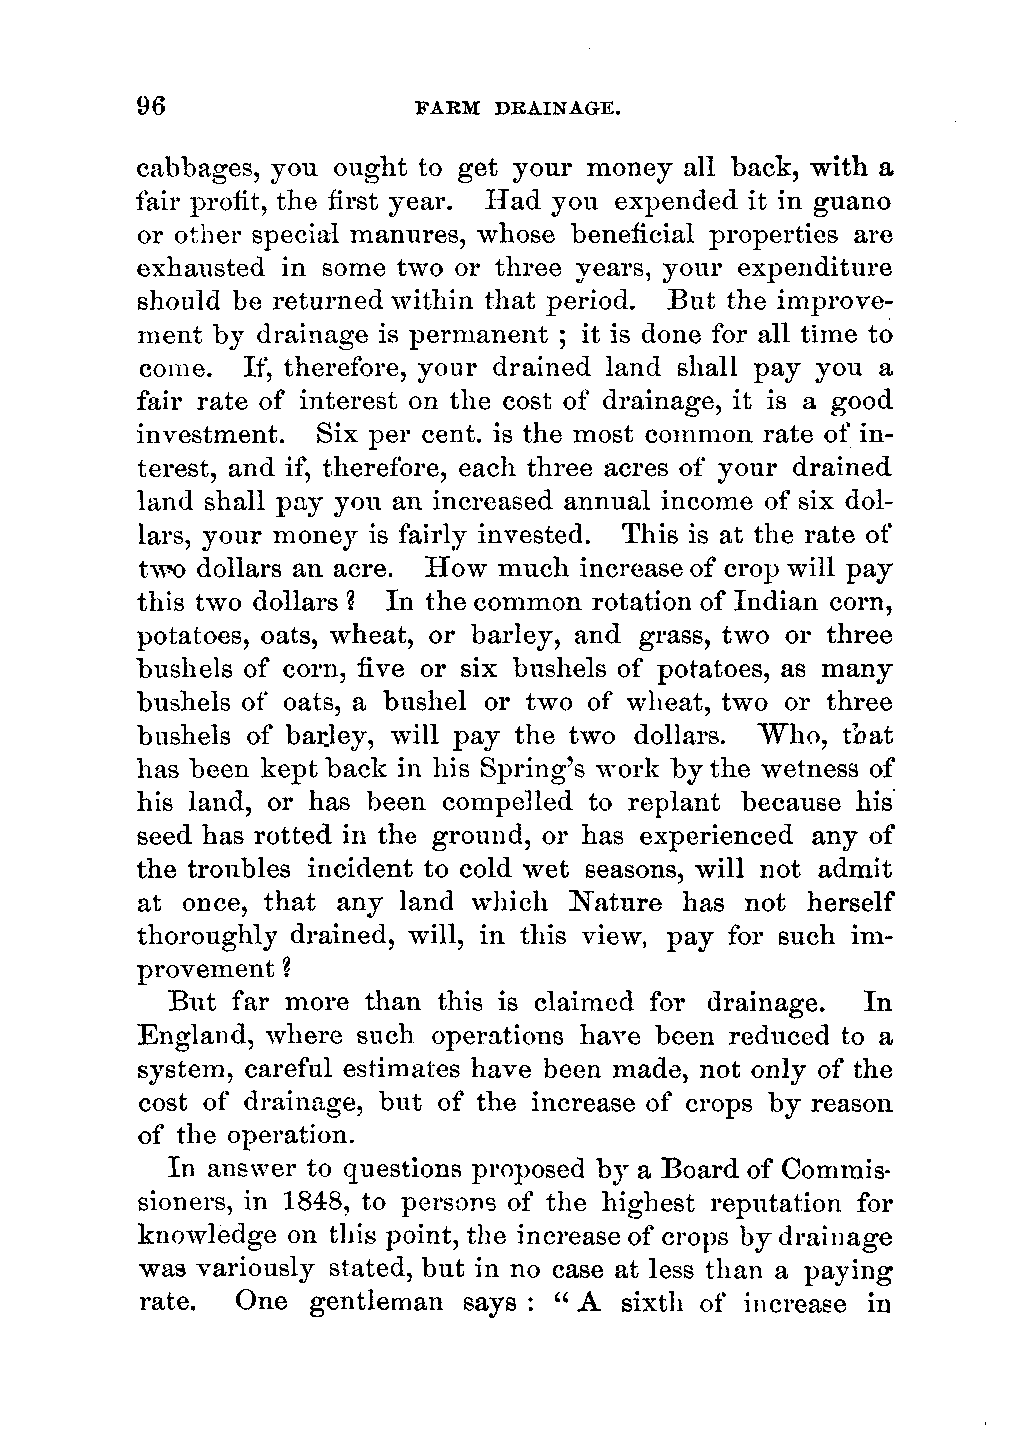 96 FARM DRAINAGE.
cabbages, you ought to get your money all back, with a
fair profit, the first year. Had you expended it in guano
or other special manures, whose beneficial properties are
exhausted in some two or three years, your expenditure
should be returned within that period. But the improve-
ment by drainage is permanent ; it is done for all time to
come. If, therefore, your drained land shall pay you a
fair rate of interest on the cost of drainage, it is a good
investment. Six per cent. is the most common rate of in-
terest, and if, therefore, each three acres of your drained
land shall pay you an increased annual income of six dol-
lars, your money is fairly invested. This is at the rate of
two dollars an acre. How much increase of crop will pay
this two dollars ? In the common rotation of Indian corn,
potatoes, oats, wheat, or barley, and grass, two or three
bushels of corn, five or six bushels of potatoes, as many
bushels of oats, a bushel or two of wheat, two or three
bushels of barley, will pay the two dollars. Who, that
has been kept back in his Spring's work by the wetness of
his land, or has been compelled to replant because his
seed has rotted in the ground, or has experienced any of
the troubles incident to cold wet seasons, will not admit
at once, that any land which Nature has not herself
thoroughly drained, will, in this view, pay for such im-
provement ?
But far more than this is claimed for drainage. In
England, where such operations have been reduced to a
system, careful estimates have been made, not only of the
cost of drainage, but of the increase of crops by reason
of the operation.
In answer to questions proposed by a Board of Commis-
sioners, in 1848, to persons of the highest reputation for
knowledge on this point, the increase of crops by drainage
was variously stated, but in no case at less than a paying
rate. One gentleman says : "A sixth of increase in